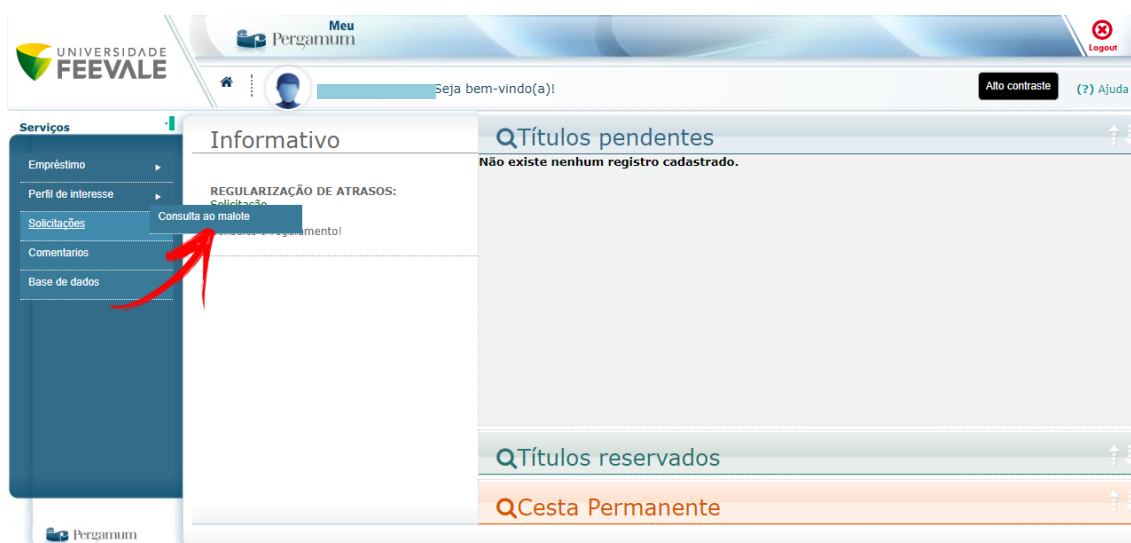 UNIVERSIDADE
FEEVALE
Meu
Pergamum
Logout
Seja bem-vindo(a)!
Alto contraste
(?) Ajuda
Serviços
Empréstimo
Perfil de interesse
Solicitações
Consulta ao malote
Comentarios
Base de dados
Informativo
REGULARIZAÇÃO DE ATRASOS:
Solicitação
Títulos pendentes
Não existe nenhum registro cadastrado.
Títulos reservados
Cesta Permanente
Pergamum